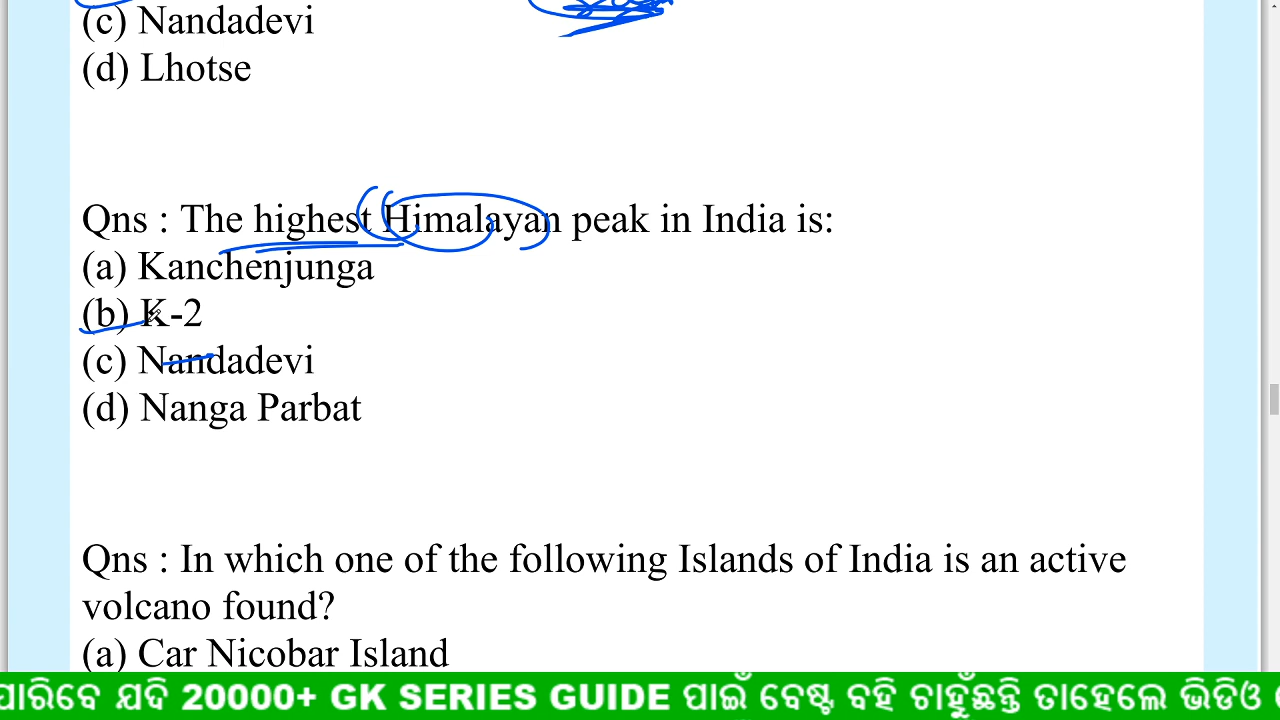 (c) Nandadevi
(d) Lhotse
Qns : The highest Himalayan peak in India is:
(a) Kanchenjunga
(b) K-2
(c) Nandadevi
(d) Nanga Parbat
Qns : In which one of the following Islands of India is an active
volcano found?
(a) Car Nicobar Island
ପାରିବେ ଯଦି 20000+ GK SERIES GUIDE ପାଇଁ ବେଷ୍ଟ ବହି ଚାହୁଁଛନ୍ତି ତାହେଲେ ଭିଡିଓ